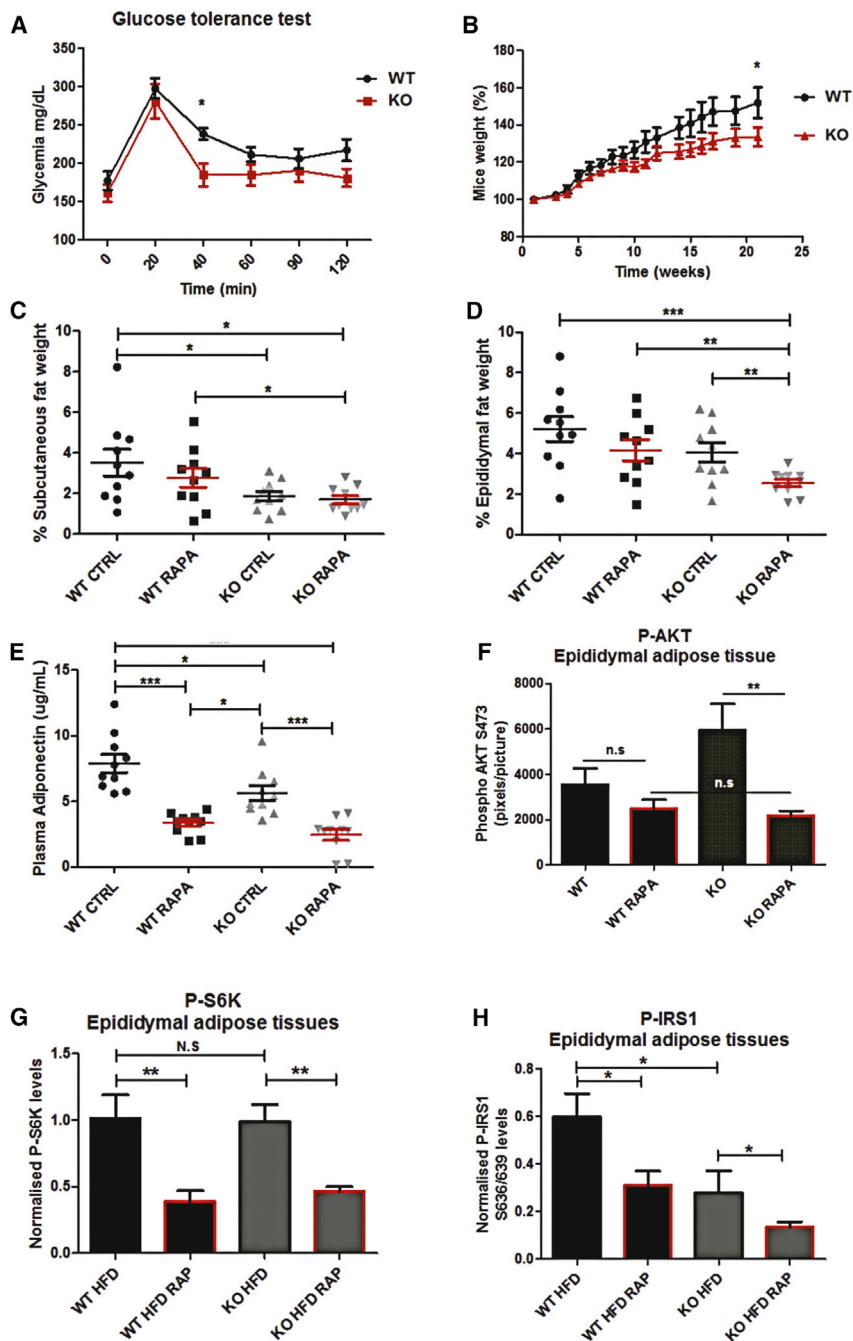 A
Glucose tolerance test
Glycemia mg/dL
350
300
250
200
150
100
*
WT
KO
0
20
40
60
90
120
Time (min)
B
Mice weight (%)
180
160
140
120
100
80
*
WT
KO
0
5
10
15
20
25
Time (weeks)
C
% Subcutaneous fat weight
10
8
6
4
2
0
*
*
*
WT CTRL
WT RAPA
KO CTRL
KO RAPA
D
% Epididymal fat weight
10
8
6
4
2
0
***
**
**
WT CTRL
WT RAPA
KO CTRL
KO RAPA
E
Plasma Adiponectin (ug/mL)
15
10
5
0
*
***
*
***
WT CTRL
WT RAPA
KO CTRL
KO RAPA
F
P-AKT
Epididymal adipose tissue
Phospho AKT S473
(pixels/picture)
8000
6000
4000
2000
0
n.s
**
n.s
WT
WT RAPA
KO
KO RAPA
G
P-S6K
Epididymal adipose tissues
Normalised P-S6K levels
1.5
1.0
0.5
0.0
N.S
**
**
WT HFD
WT HFD RAP
KO HFD
KO HFD RAP
H
P-IRS1
Epididymal adipose tissues
Normalised P-IRS1
S636/639 levels
0.8
0.6
0.4
0.2
0.0
*
*
*
WT HFD
WT HFD RAP
KO HFD
KO HFD RAP